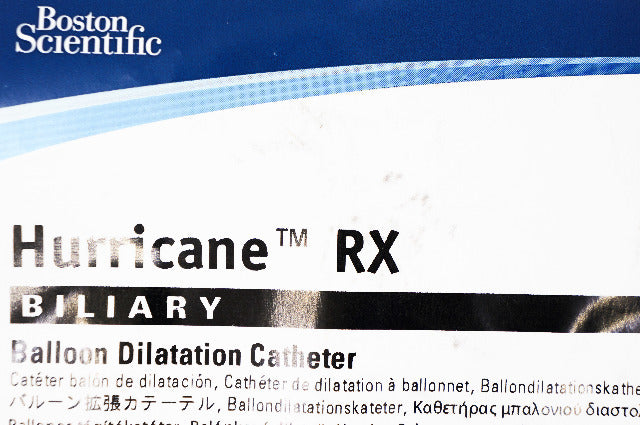 Boston
Scientific
Hurricane™ RX
BILIARY
Balloon Dilatation Catheter
Catéter balón de dilatación, Cathéter de dilatation à ballonnet, Ballondilatationskathe
バルーン拡張カテーテル, Ballondilatationskateter, Καθετήρας μπαλονιού διαστο